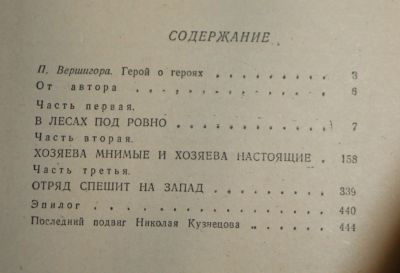 СОДЕРЖАНИЕ
П. Вершигора. Герой о героях . . . . . . . . 3
От автора . . . . . . . . . . . . 6
Часть первая.
В ЛЕСАХ ПОД РОВНО . . . . . . . . . 7
Часть вторая.
ХОЗЯЕВА МНИМЫЕ И ХОЗЯЕВА НАСТОЯЩИЕ . 158
Часть третья.
ОТРЯД СПЕШИТ НА ЗАПАД . . . . . . . 339
Эпилог . . . . . . . . . . . . . 440
Последний подвиг Николая Кузнецова . . . . . 444